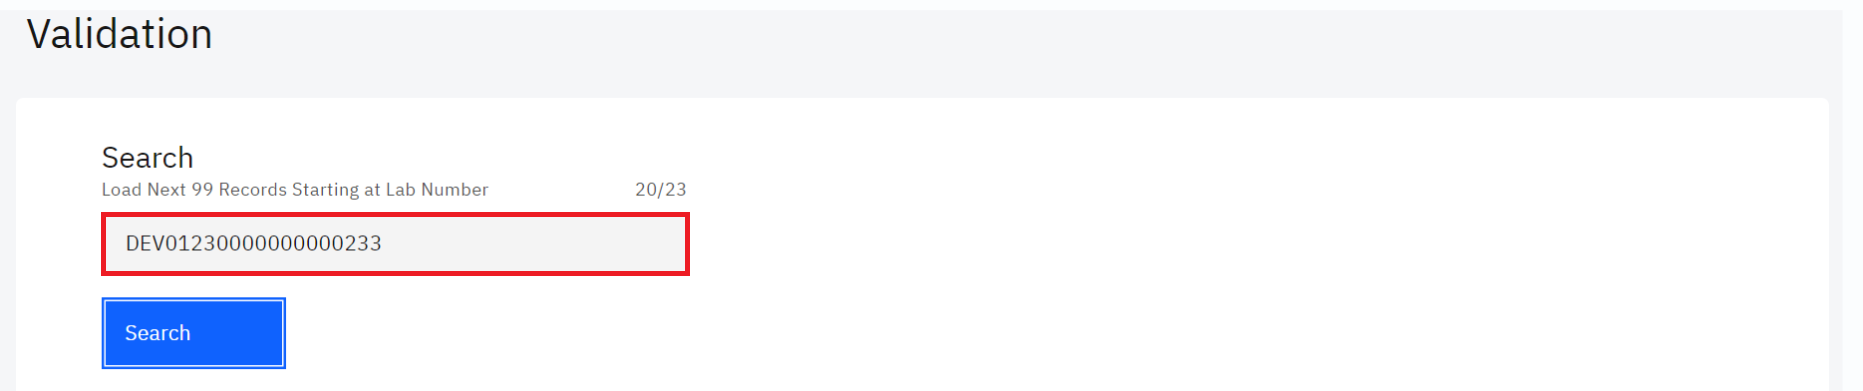 Validation
Search
Load Next 99 Records Starting at Lab Number 20/23
DEV01230000000000233
Search